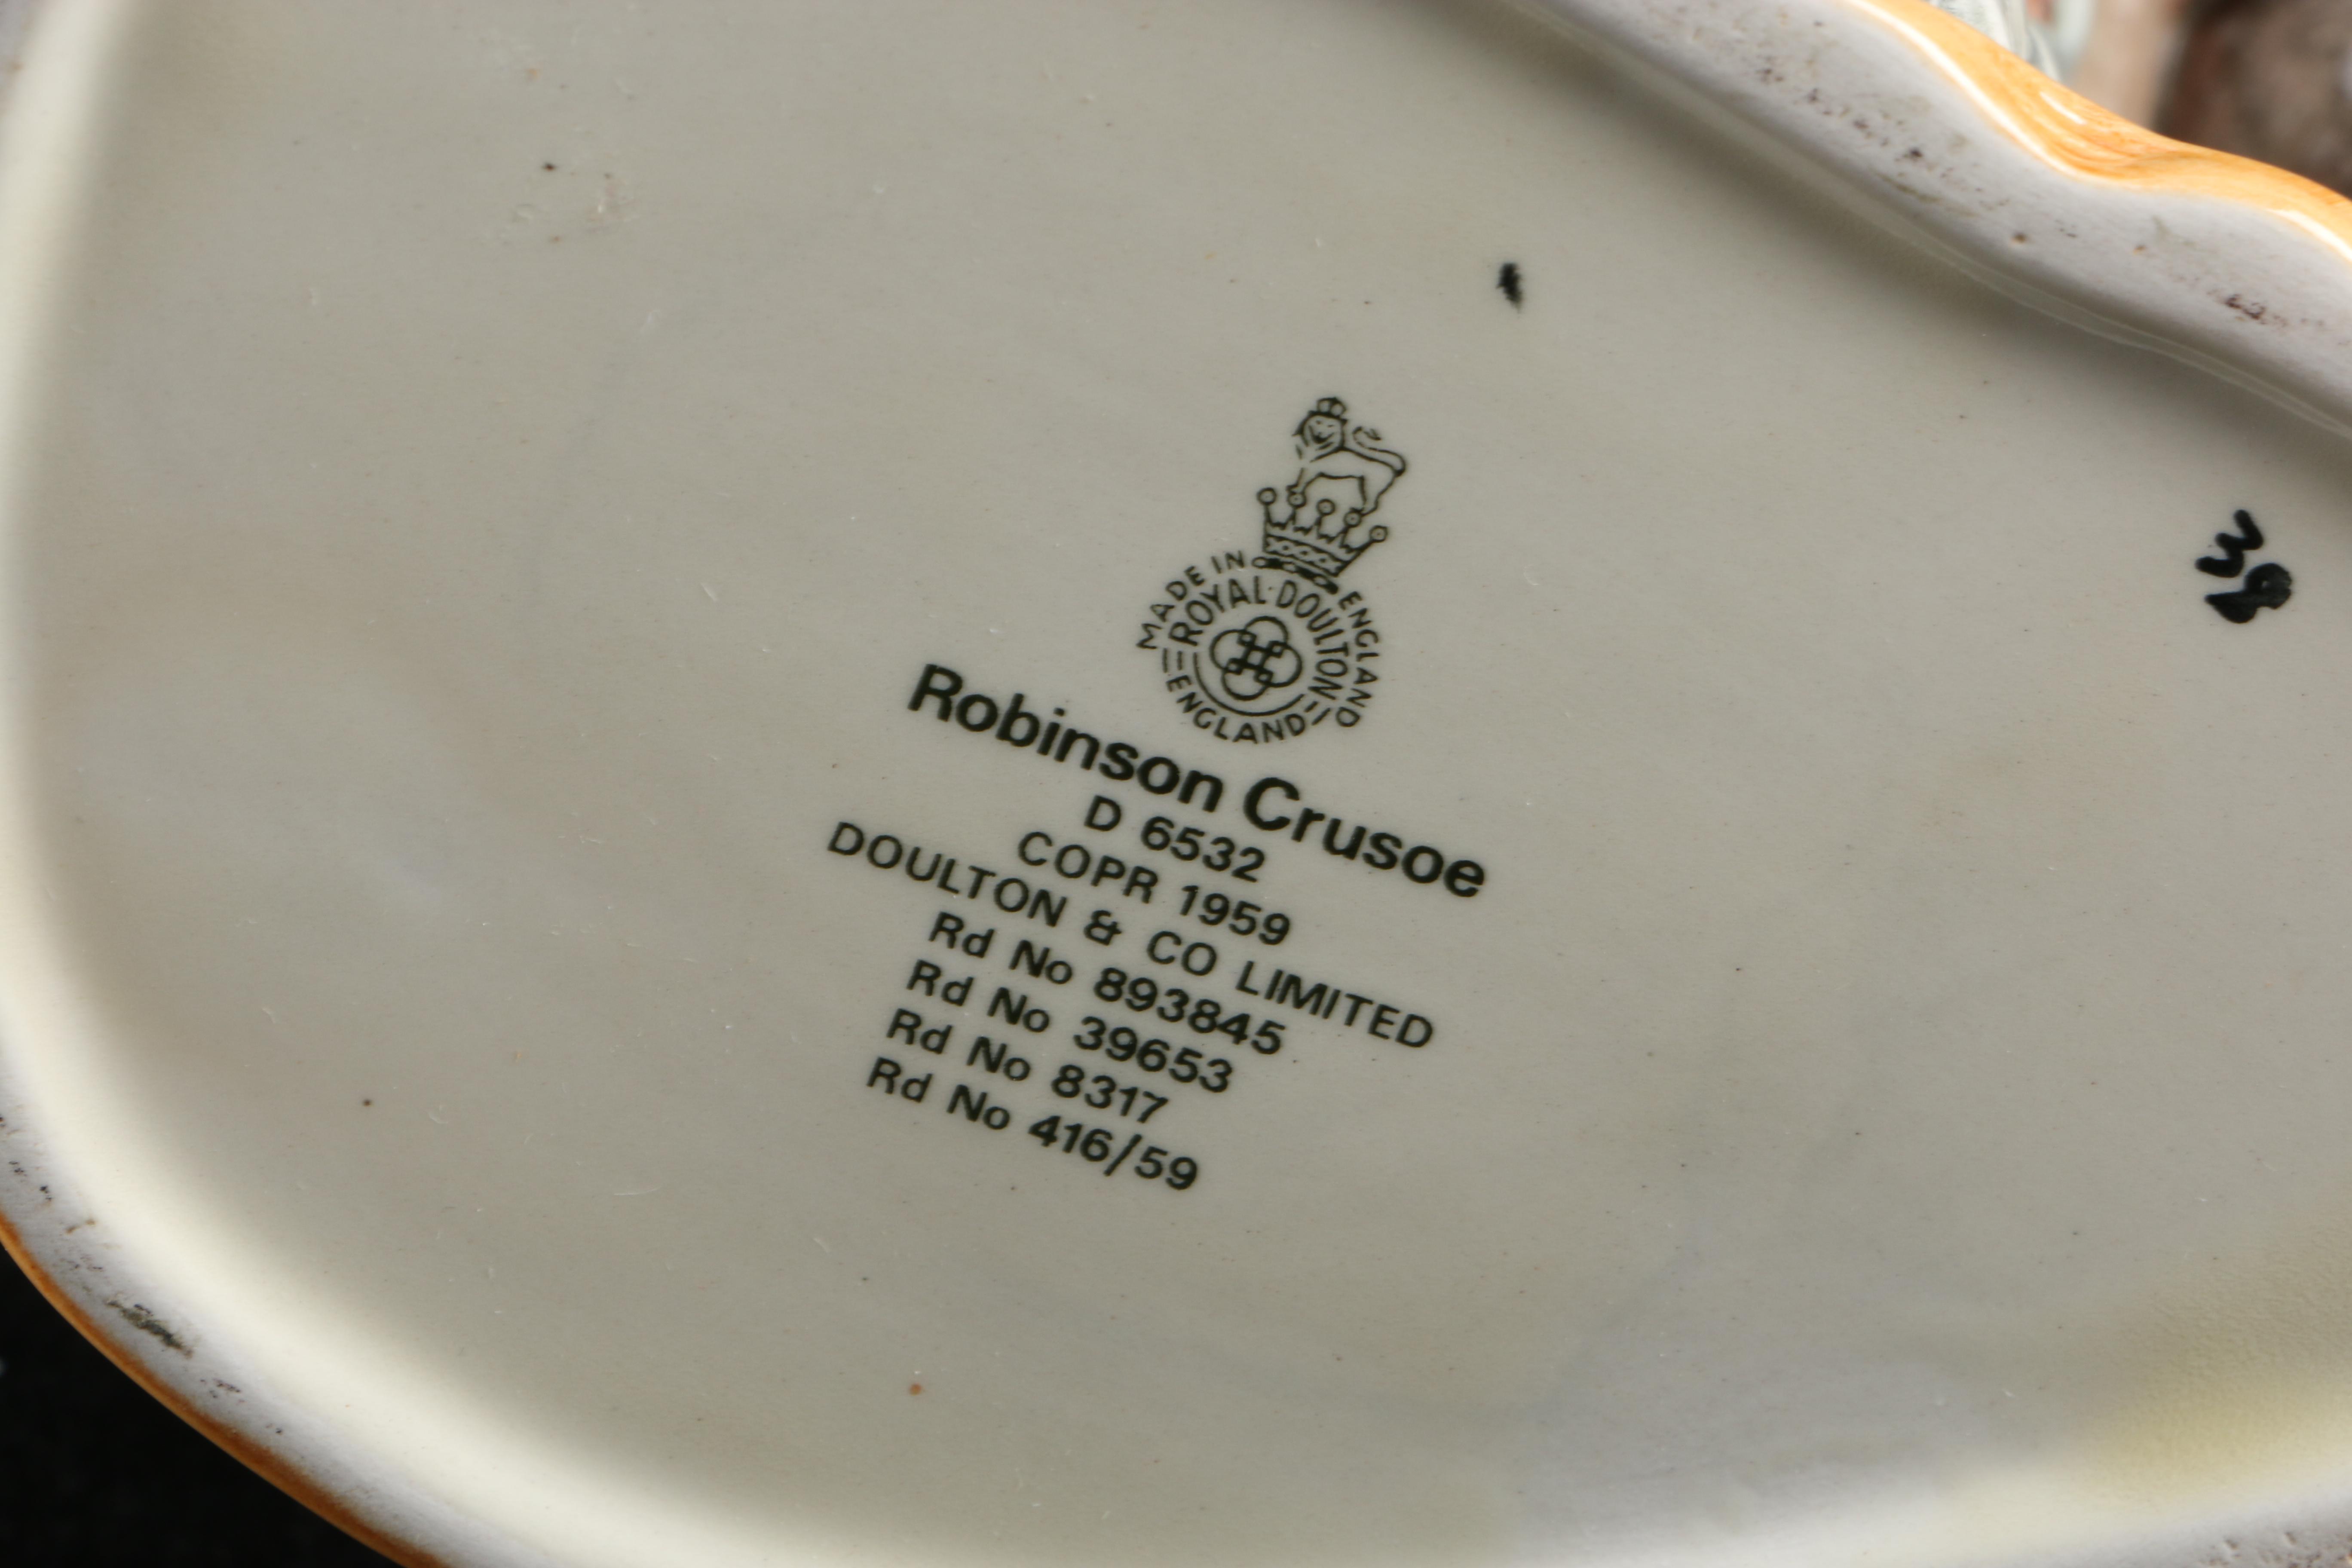 MADE IN ENGLAND
ROYAL·DOULTON
ENGLAND
Robinson Crusoe
D 6532
COPR 1959
DOULTON & CO LIMITED
Rd No 893845
Rd No 39653
Rd No 8317
Rd No 416/59